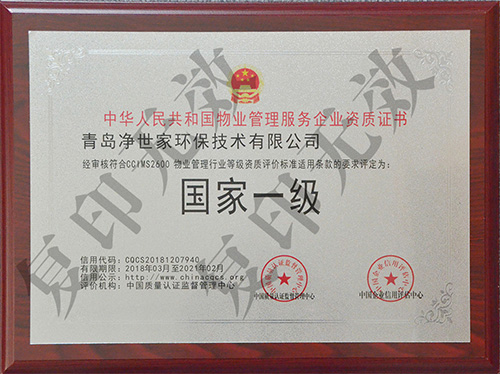 中华人民共和国物业管理服务企业资质证书
青岛净世家环保技术有限公司
经审核符合CCIMS2600 物业管理行业等级资质评价标准适用条款的要求评定为：
国家一级
信用代码：CQCS20181207940
有限期限：2018年03月至2021年02月
信用公示：http://www.chinacqcs.org
评价机构：中国质量认证监督管理中心
中国质量认证监督管理中心
中国企业信用评估中心
复印无效
复印无效